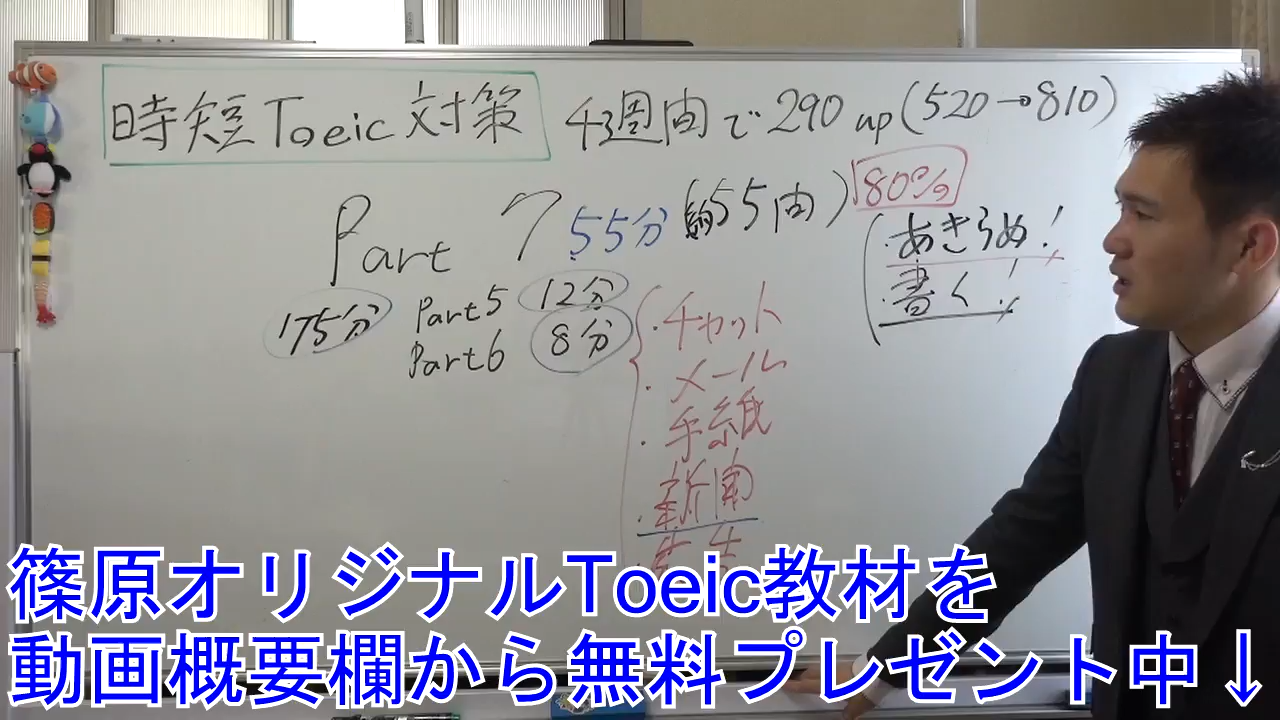 時短Toeic対策 4週間で290 up(520→810)
Part 7 55分 (約55問) 80%
・あきらめ!
・書く!
175分 Part5 12分
Part6 8分
・チャット
・メール
・手紙
・新聞
篠原オリジナルToeic教材を
動画概要欄から無料プレゼント中↓